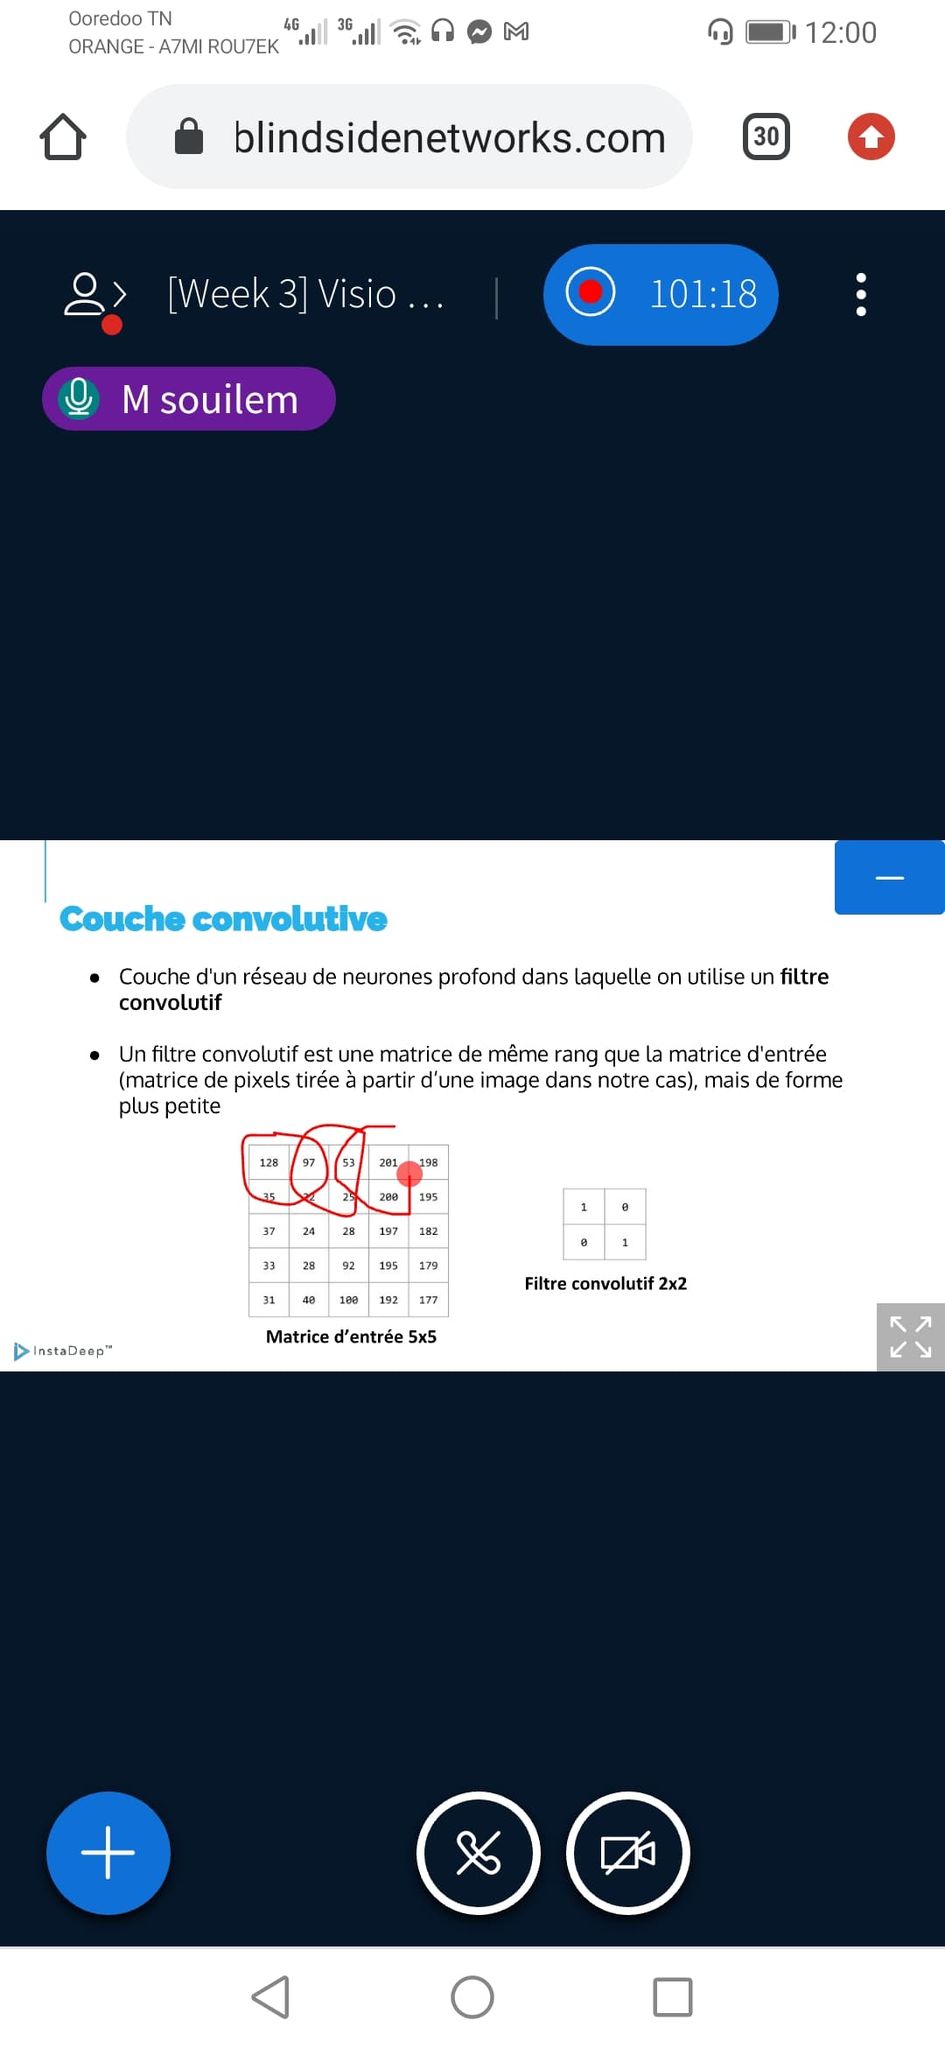 Ooredoo TN
ORANGE - A7MI ROU7EK
4G
3G
12:00
blindsidenetworks.com
30
[Week 3] Visio ...
101:18
M souilem
Couche convolutive
Couche d'un réseau de neurones profond dans laquelle on utilise un filtre
convolutif
Un filtre convolutif est une matrice de même rang que la matrice d'entrée
(matrice de pixels tirée à partir d’une image dans notre cas), mais de forme
plus petite
128 97 53 201 198
35 25 200 195
37 24 28 197 182
33 28 92 195 179
31 40 100 192 177
Matrice d’entrée 5x5
1 0
0 1
Filtre convolutif 2x2
InstaDeep™